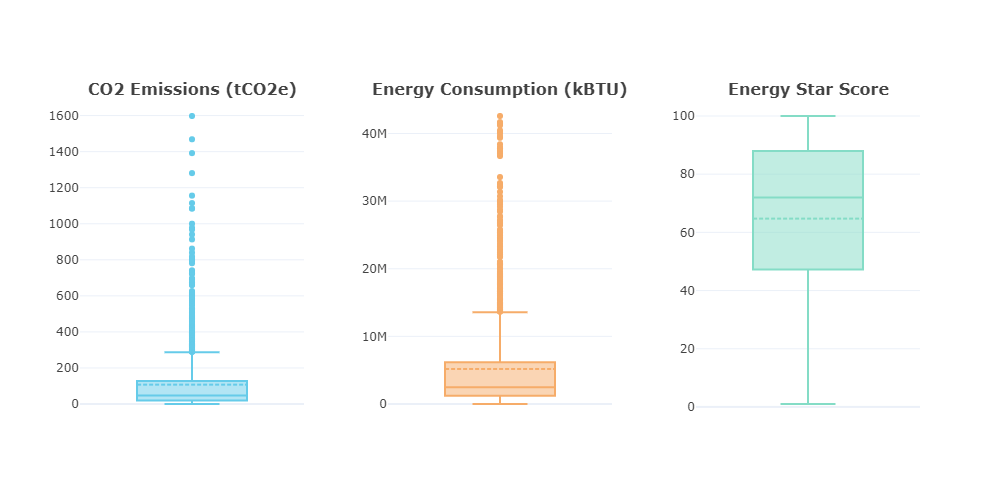 CO2 Emissions (tCO2e)
1600
1400
1200
1000
800
600
400
200
0
Energy Consumption (kBTU)
40M
30M
20M
10M
0
Energy Star Score
100
80
60
40
20
0